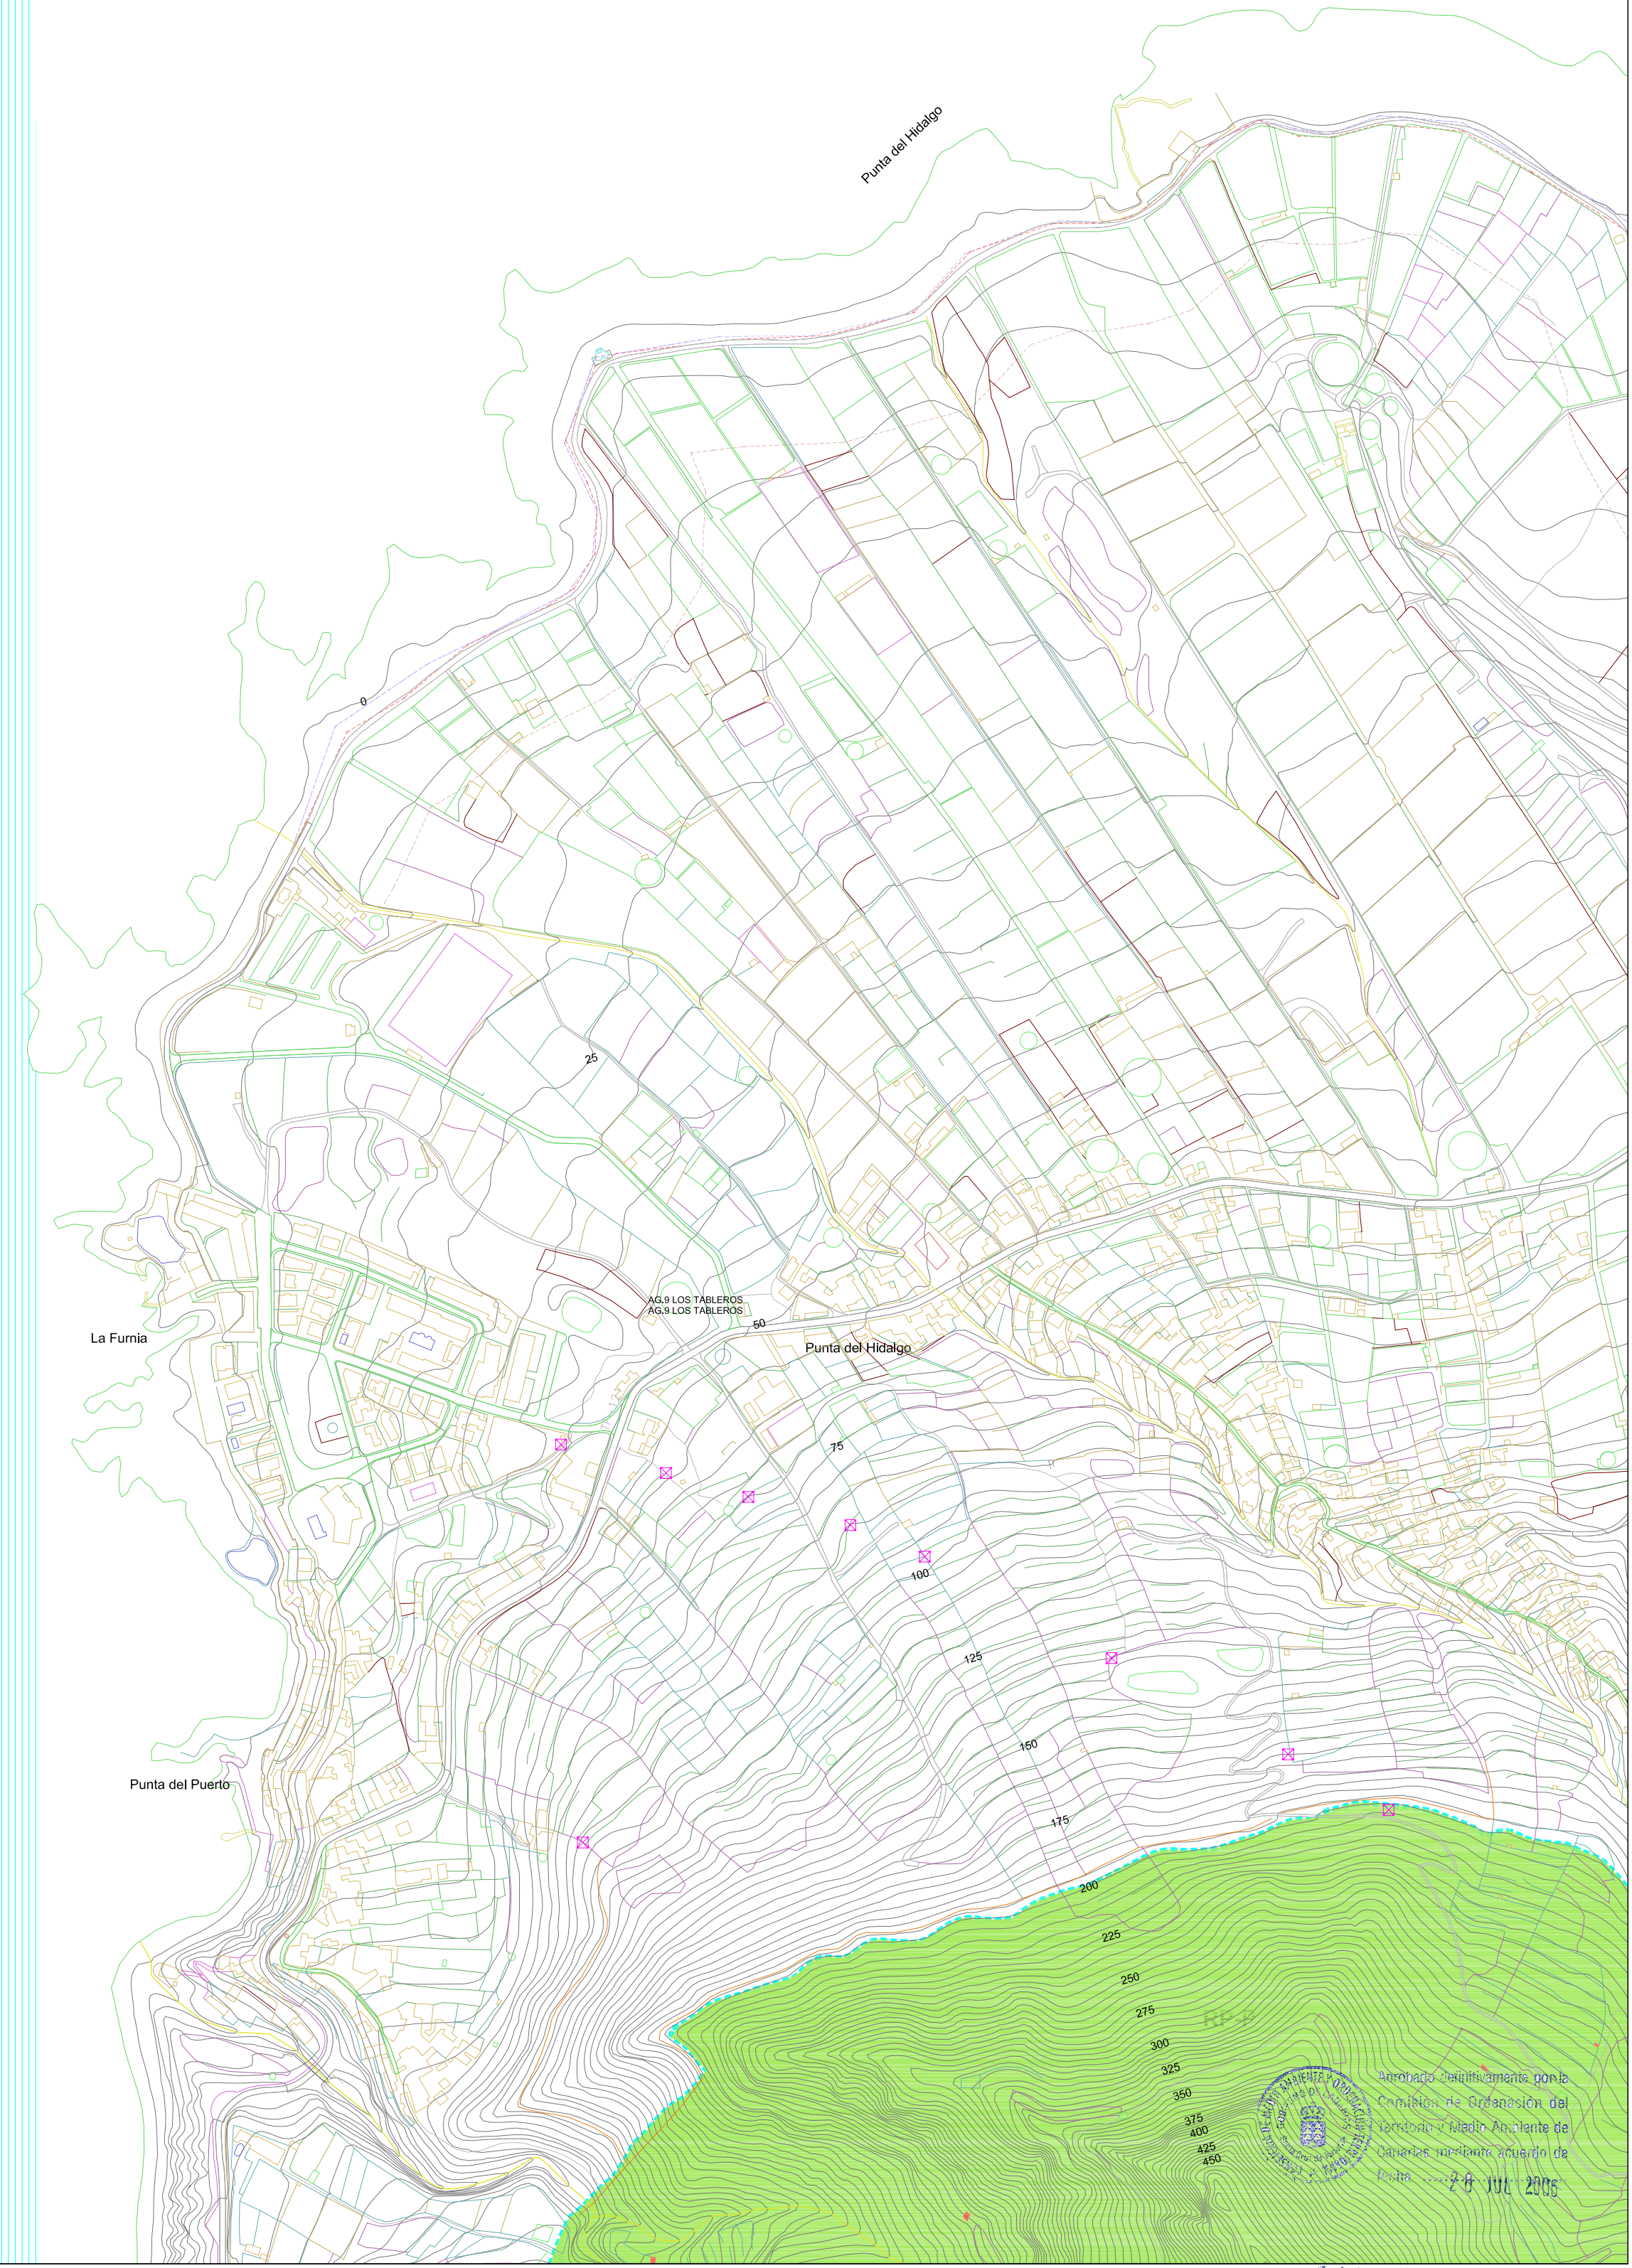 Punta del Hidalgo
0
25
AG.9 LOS TABLEROS
AG.9 LOS TABLEROS
50
La Furnia
Punta del Hidalgo
75
100
125
150
Punta del Puerto
175
200
225
250
275
RP-P
300
325
350
375
400
425
450
Aprobado definitivamente por la
Comisión de Ordenación del
Territorio y Medio Ambiente de
Canarias mediante acuerdo de
fecha